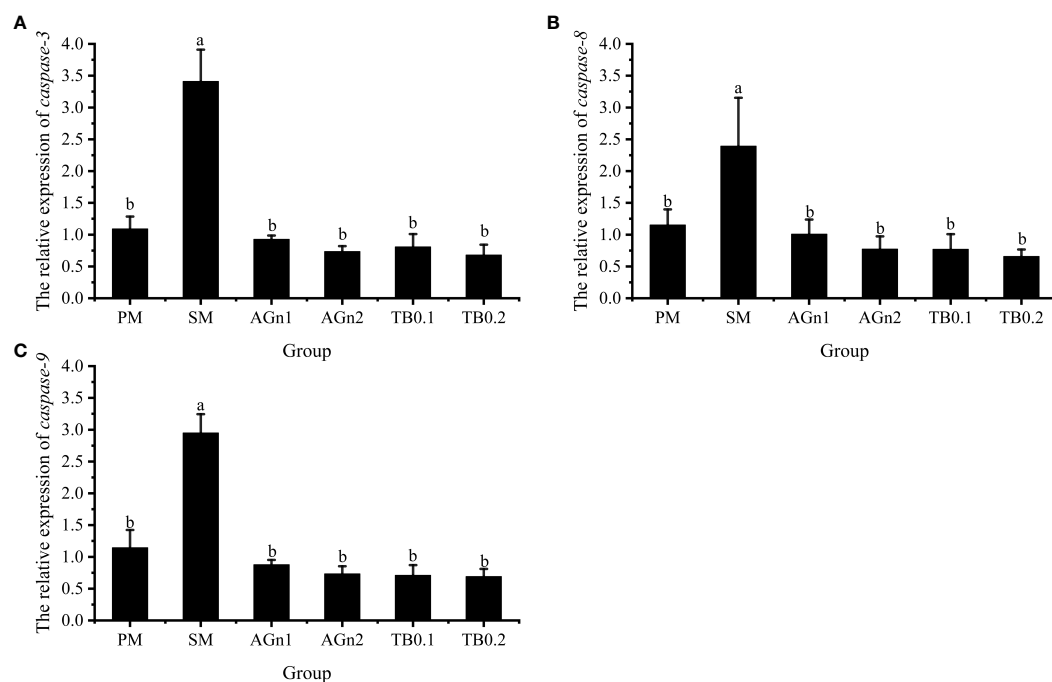 A
The relative expression of caspase-3
4.0
3.5
3.0
2.5
2.0
1.5
1.0
0.5
0.0
b
a
b
b
b
b
PM SM AGn1 AGn2 TB0.1 TB0.2
Group
B
The relative expression of caspase-8
4.0
3.5
3.0
2.5
2.0
1.5
1.0
0.5
0.0
b
a
b
b
b
b
PM SM AGn1 AGn2 TB0.1 TB0.2
Group
C
The relative expression of caspase-9
4.0
3.5
3.0
2.5
2.0
1.5
1.0
0.5
0.0
b
a
b
b
b
b
PM SM AGn1 AGn2 TB0.1 TB0.2
Group